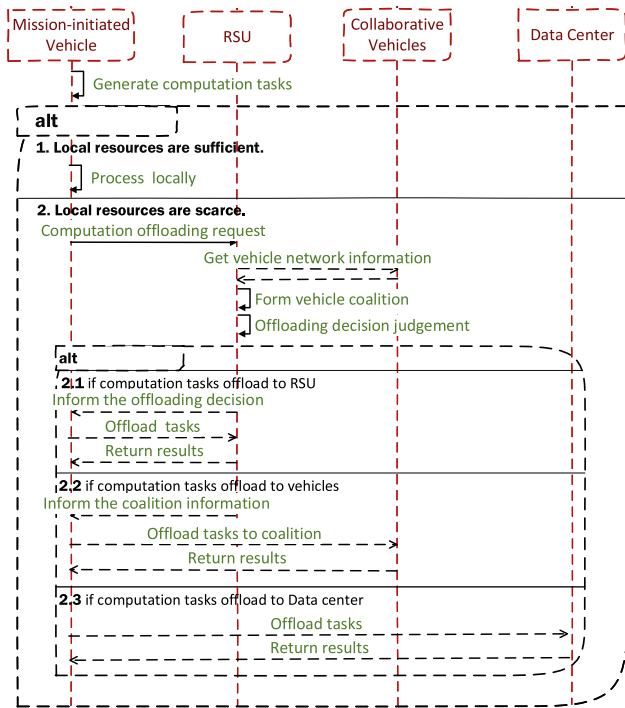 Mission-initiated
Vehicle
RSU
Collaborative
Vehicles
Data Center
Generate computation tasks
alt
1. Local resources are sufficient.
Process locally
2. Local resources are scarce.
Computation offloading request
Get vehicle network information
Form vehicle coalition
Offloading decision judgement
alt
2.1 if computation tasks offload to RSU
Inform the offloading decision
Offload tasks
Return results
2.2 if computation tasks offload to vehicles
Inform the coalition information
Offload tasks to coalition
Return results
2.3 if computation tasks offload to Data center
Offload tasks
Return results